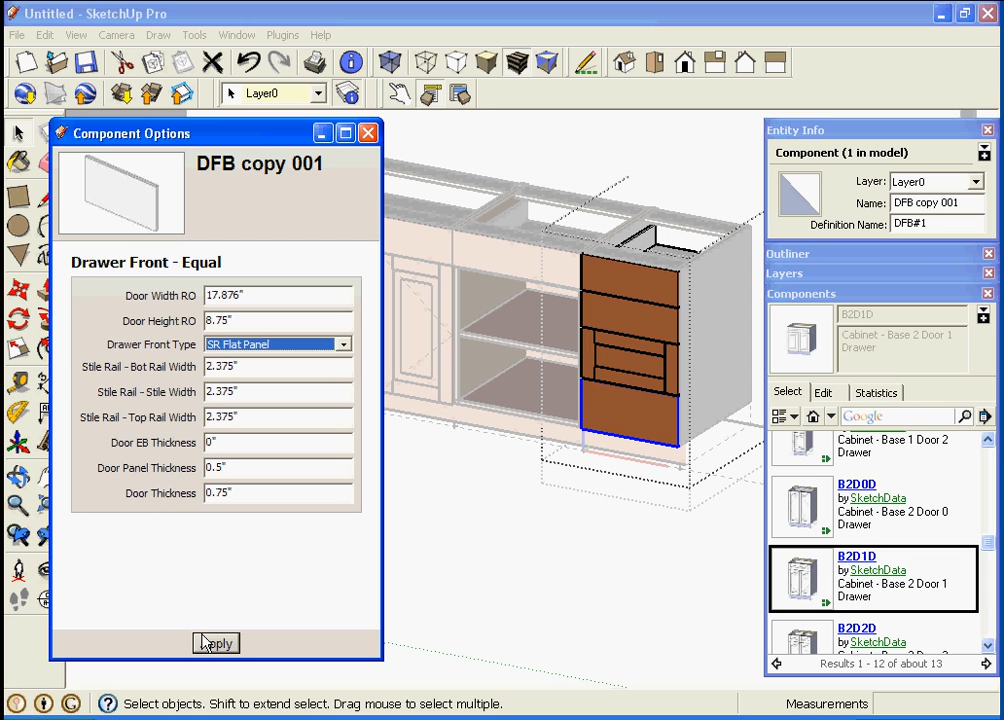 Untitled - SketchUp Pro
File Edit View Camera Draw Tools Window Plugins Help
Layer0
Component Options
DFB copy 001
Drawer Front - Equal
Door Width RO 17.876"
Door Height RO 8.75"
Drawer Front Type SR Flat Panel
Stile Rail - Bot Rail Width 2.375"
Stile Rail - Stile Width 2.375"
Stile Rail - Top Rail Width 2.375"
Door EB Thickness 0"
Door Panel Thickness 0.5"
Door Thickness 0.75"
Entity Info
Component (1 in model)
Layer: Layer0
Name: DFB copy 001
Definition Name: DFB#1
Outliner
Layers
Components
B2D1D
Cabinet - Base 2 Door 1
Drawer
Select Edit Statistics
Google
Cabinet - Base 1 Door 2
Drawer
B2D0D
by SketchData
Cabinet - Base 2 Door 0
Drawer
B2D1D
by SketchData
Cabinet - Base 2 Door 1
Drawer
B2D2D
by SketchData
Results 1 - 12 of about 13
Select objects. Shift to extend select. Drag mouse to select multiple.
Measurements